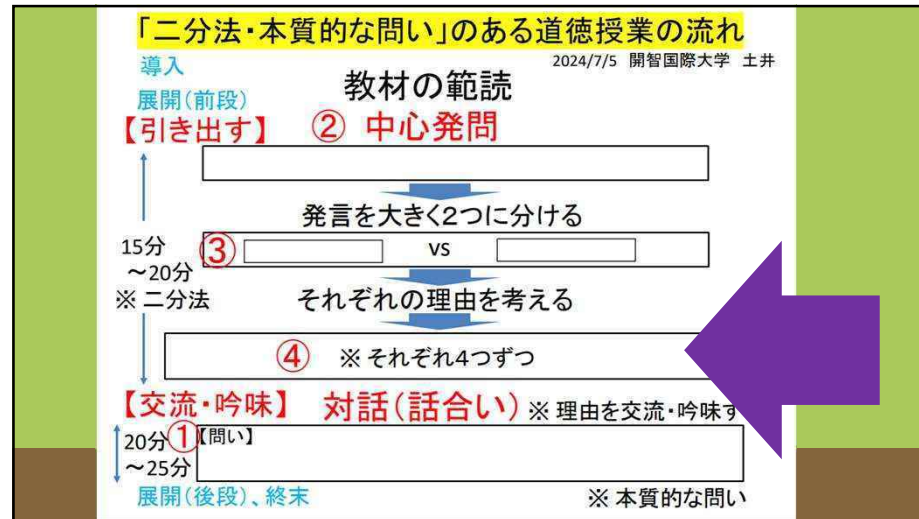 「二分法・本質的な問い」のある道徳授業の流れ
2024/7/5 開智国際大学 土井
導入
教材の範読
展開(前段)
【引き出す】 ② 中心発問
発言を大きく2つに分ける
③ vs
15分
～20分
※ 二分法
それぞれの理由を考える
④ ※ それぞれ4つずつ
【交流・吟味】 対話(話合い) ※ 理由を交流・吟味す
20分
～25分
①【問い】
展開(後段)、終末
※ 本質的な問い